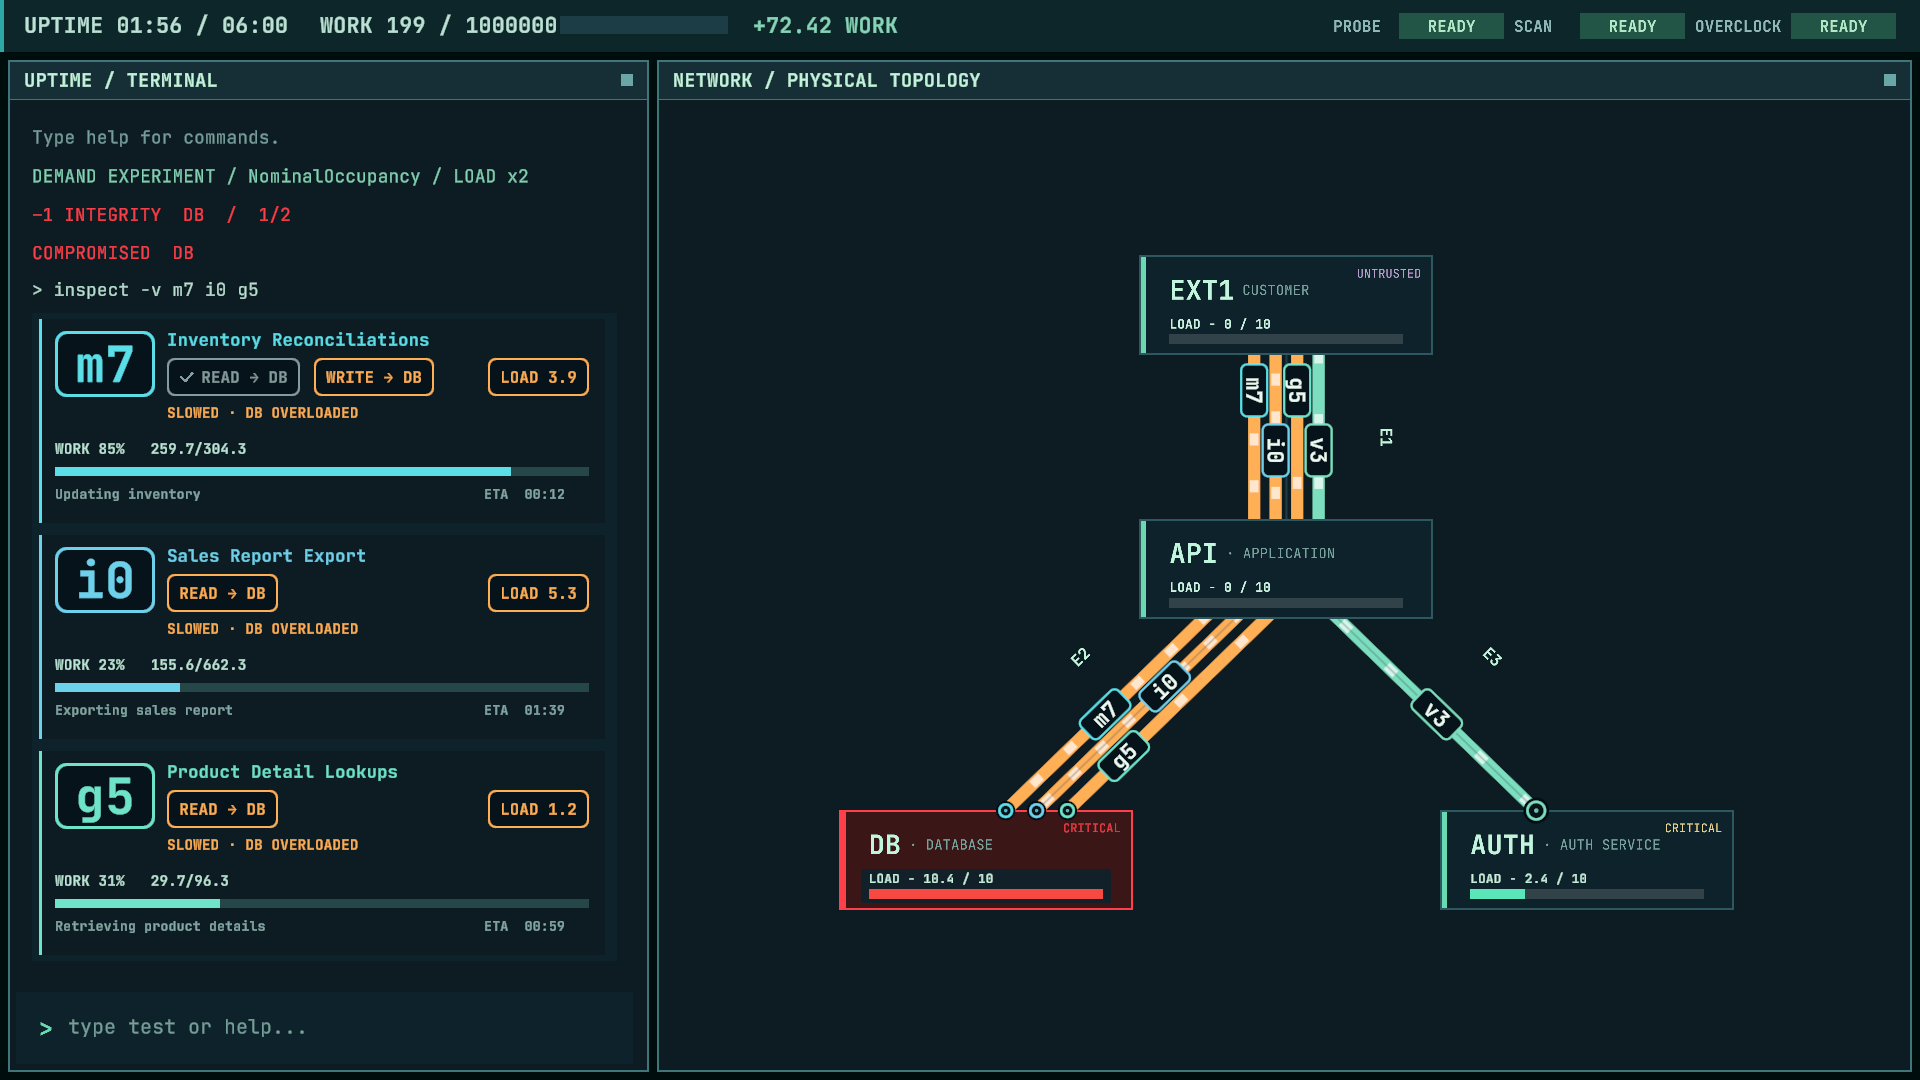 UPTIME 01:56 / 06:00 WORK 199 / 1000000 +72.42 WORK PROBE READY SCAN READY OVERCLOCK READY
UPTIME / TERMINAL
Type help for commands.
DEMAND EXPERIMENT / NominalOccupancy / LOAD x2
−1 INTEGRITY DB / 1/2
COMPROMISED DB
> inspect -v m7 i0 g5
m7 Inventory Reconciliations
✓ READ → DB WRITE → DB LOAD 3.9
SLOWED · DB OVERLOADED
WORK 85% 259.7/304.3
Updating inventory ETA 00:12
i0 Sales Report Export
READ → DB LOAD 5.3
SLOWED · DB OVERLOADED
WORK 23% 155.6/662.3
Exporting sales report ETA 01:39
g5 Product Detail Lookups
READ → DB LOAD 1.2
SLOWED · DB OVERLOADED
WORK 31% 29.7/96.3
Retrieving product details ETA 00:59
> type test or help...
NETWORK / PHYSICAL TOPOLOGY
UNTRUSTED
EXT1 CUSTOMER
LOAD - 0 / 10
m7 g5
i0 v3
E1
API · APPLICATION
LOAD - 0 / 10
E2
E3
i0
m7
g5
v3
CRITICAL
DB · DATABASE
LOAD - 10.4 / 10
CRITICAL
AUTH · AUTH SERVICE
LOAD - 2.4 / 10